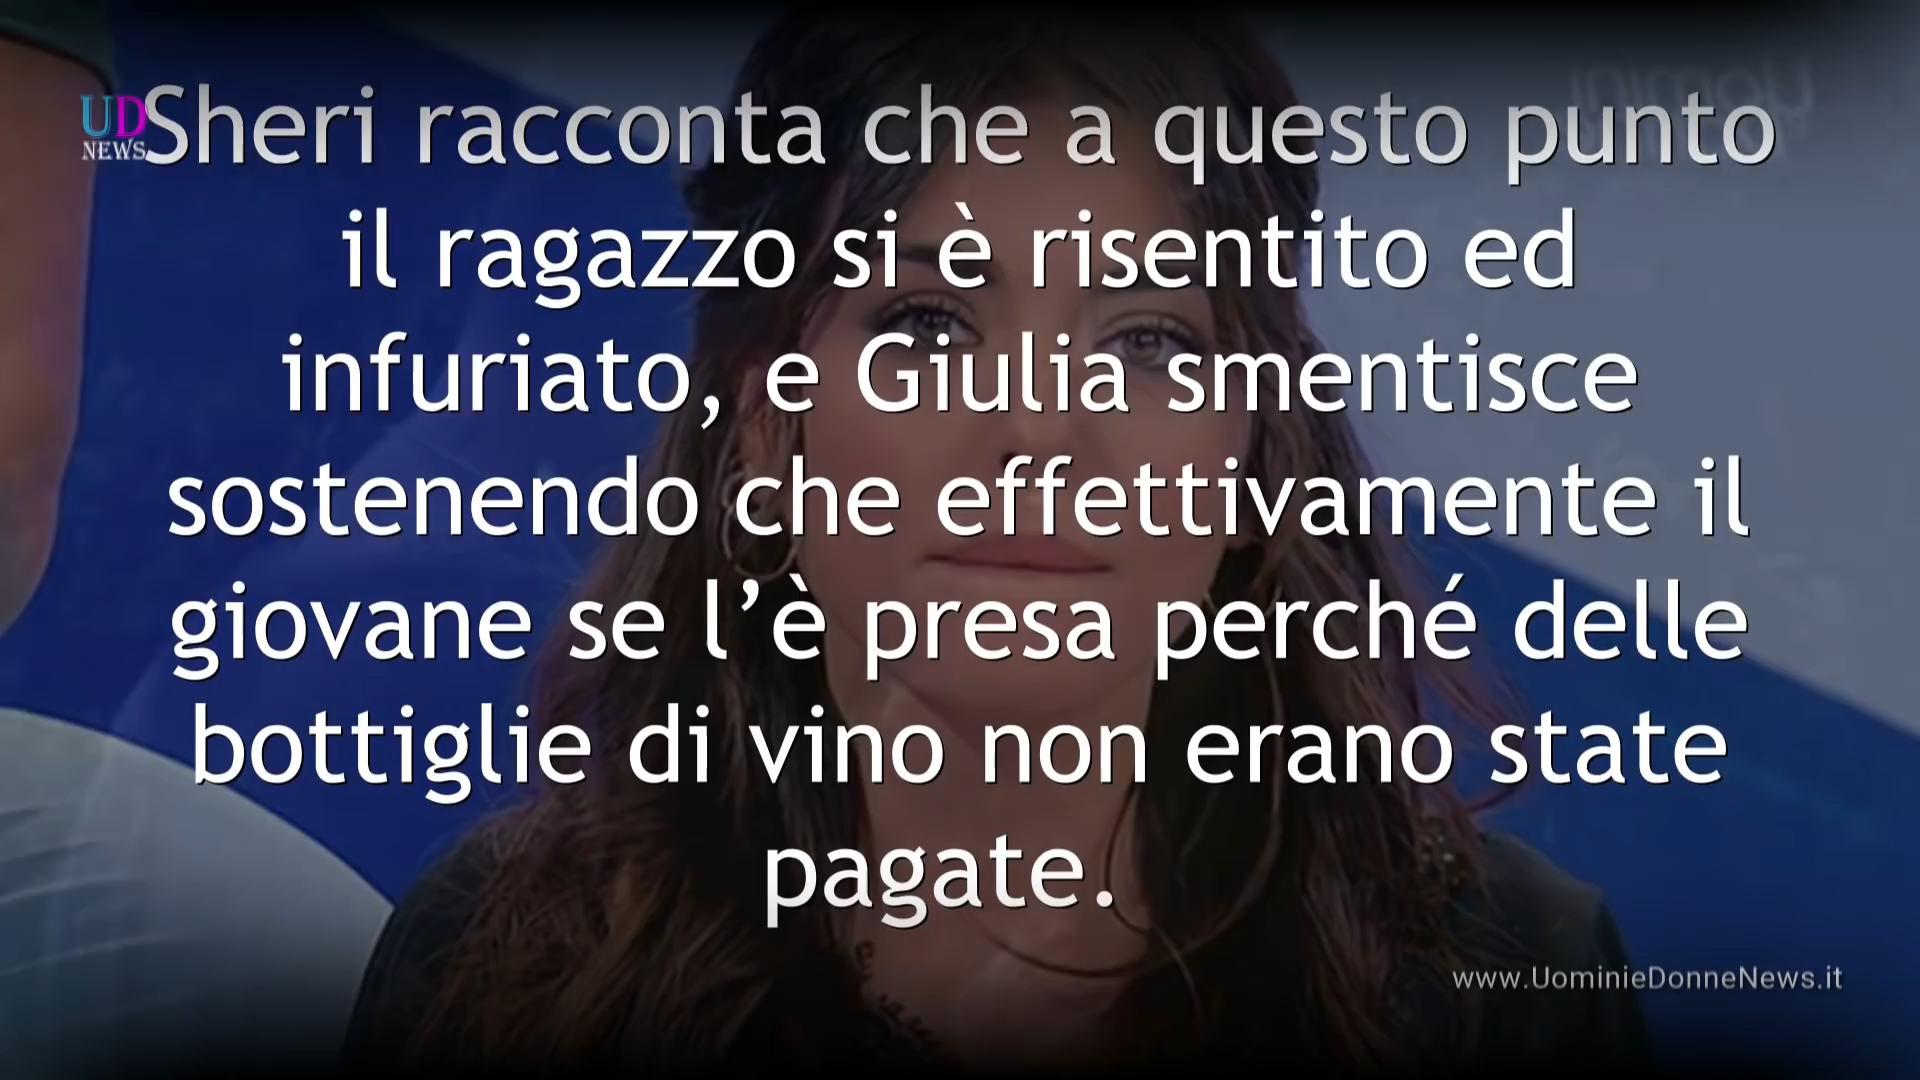 UD
NEWS
Sheri racconta che a questo punto
il ragazzo si è risentito ed
infuriato, e Giulia smentisce
sostenendo che effettivamente il
giovane se l’è presa perché delle
bottiglie di vino non erano state
pagate.
www.UominieDonneNews.it